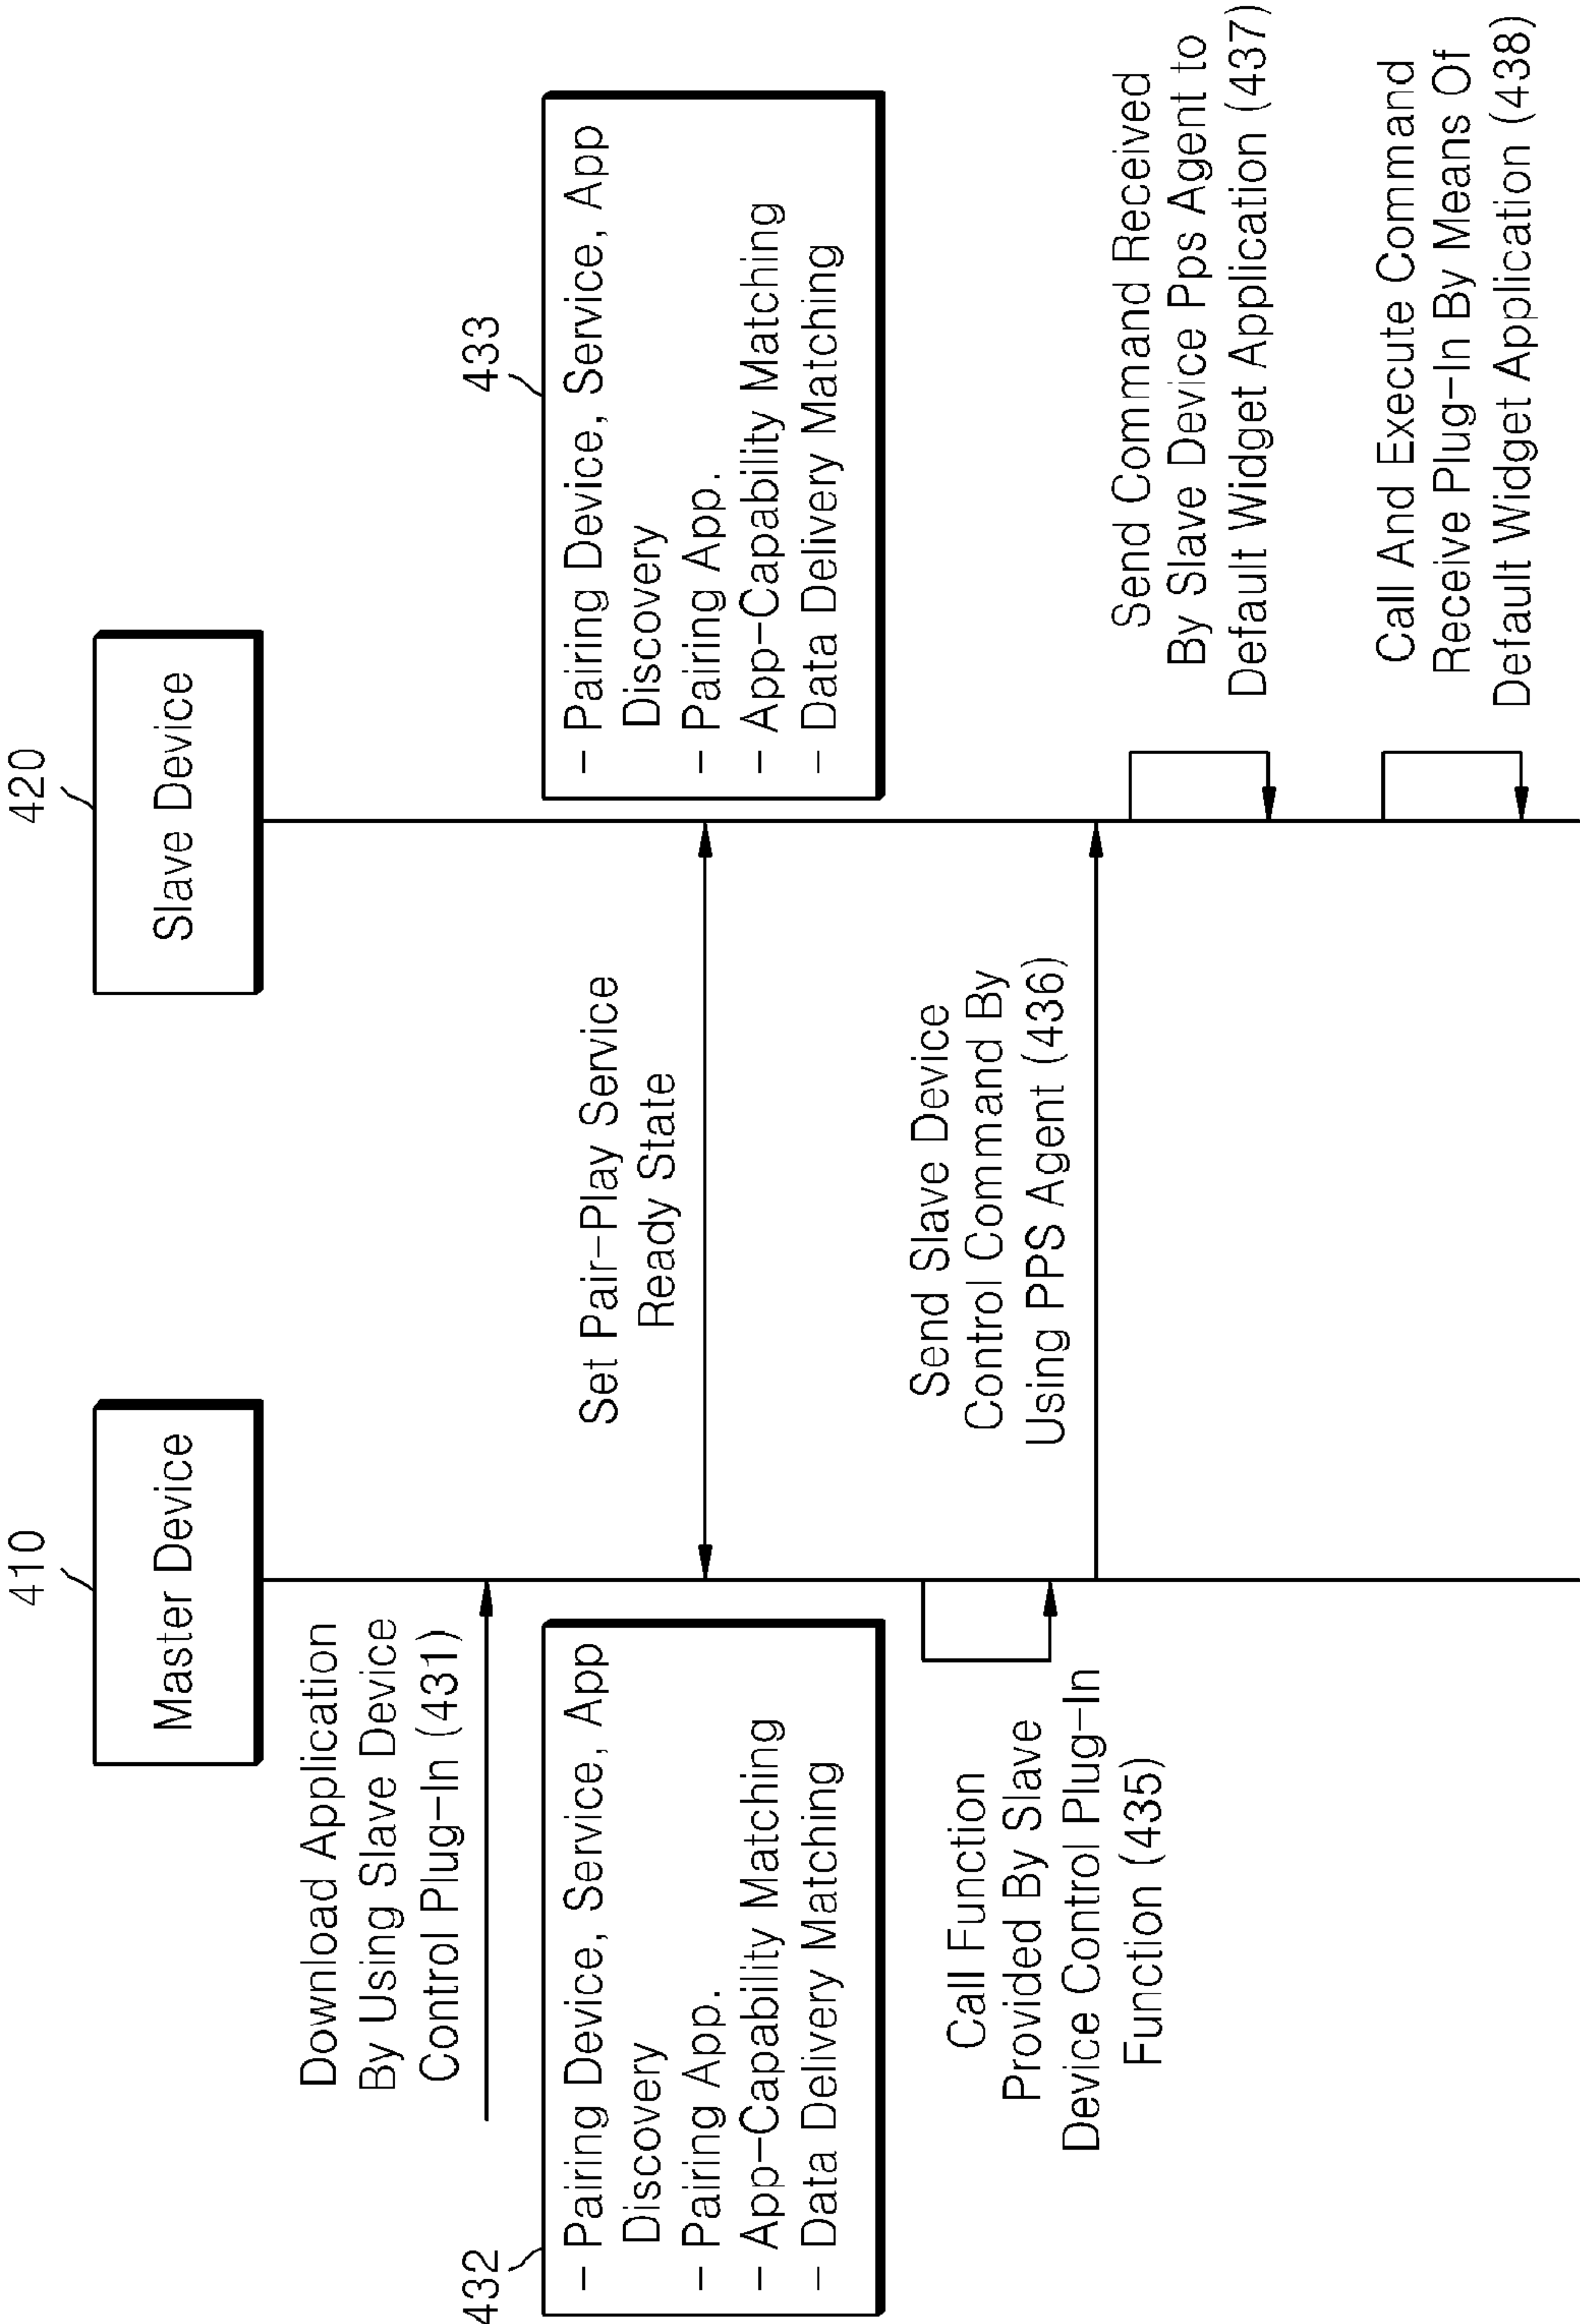 410
420
Master Device
Slave Device
Download Application
By Using Slave Device
Control Plug-In (431)
432
- Pairing Device, Service, App
Discovery
- Pairing App.
- App-Capability Matching
- Data Delivery Matching
Set Pair-Play Service
Ready State
433
- Pairing Device, Service, App
Discovery
- Pairing App.
- App-Capability Matching
- Data Delivery Matching
Call Function
Provided By Slave
Device Control Plug-In
Function (435)
Send Slave Device
Control Command By
Using PPS Agent (436)
Send Command Received
By Slave Device Pps Agent to
Default Widget Application (437)
Call And Execute Command
Receive Plug-In By Means Of
Default Widget Application (438)